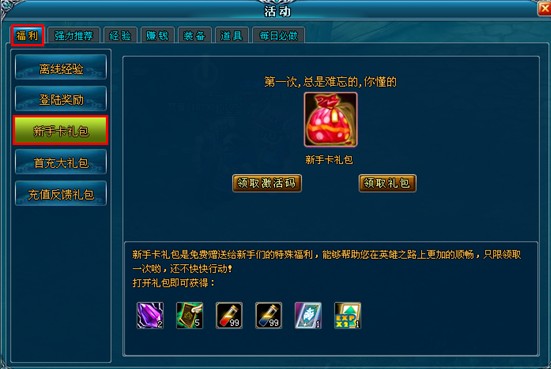 活动
福利 强力推荐 经验 赚钱 装备 道具 每日必做
离线经验
登陆奖励
新手卡礼包
首充大礼包
充值反馈礼包
第一次,总是难忘的,你懂的
新手卡礼包
领取激活码 领取礼包
新手卡礼包是免费赠送给新手们的特殊福利，能够帮助您在英雄之路上更加的顺畅，只限领取
一次哟，还不快快行动！
打开礼包即可获得：
2 5 99 99 1 EXP X2 1